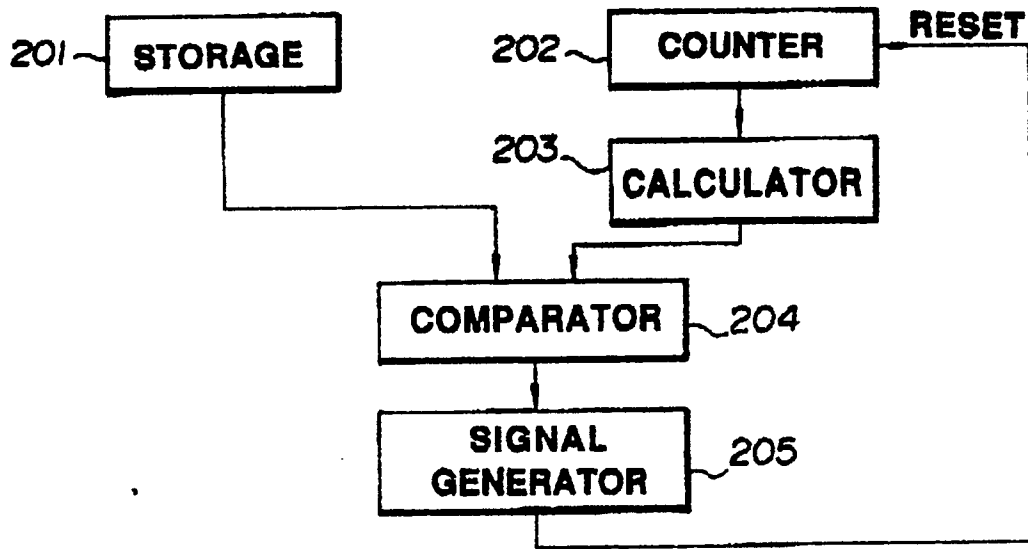 201
STORAGE
202
COUNTER
RESET
203
CALCULATOR
COMPARATOR
204
SIGNAL
GENERATOR
205